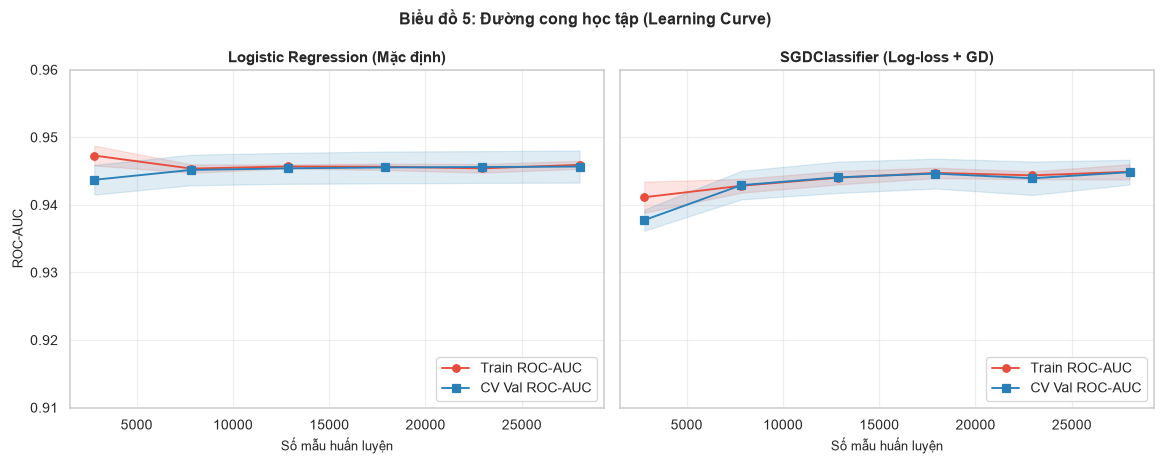 Biểu đồ 5: Đường cong học tập (Learning Curve)
Logistic Regression (Mặc định)
0.96
0.95
0.94
0.93
0.92
0.91
ROC-AUC
Train ROC-AUC
CV Val ROC-AUC
5000 10000 15000 20000 25000
Số mẫu huấn luyện
SGDClassifier (Log-loss + GD)
Train ROC-AUC
CV Val ROC-AUC
5000 10000 15000 20000 25000
Số mẫu huấn luyện